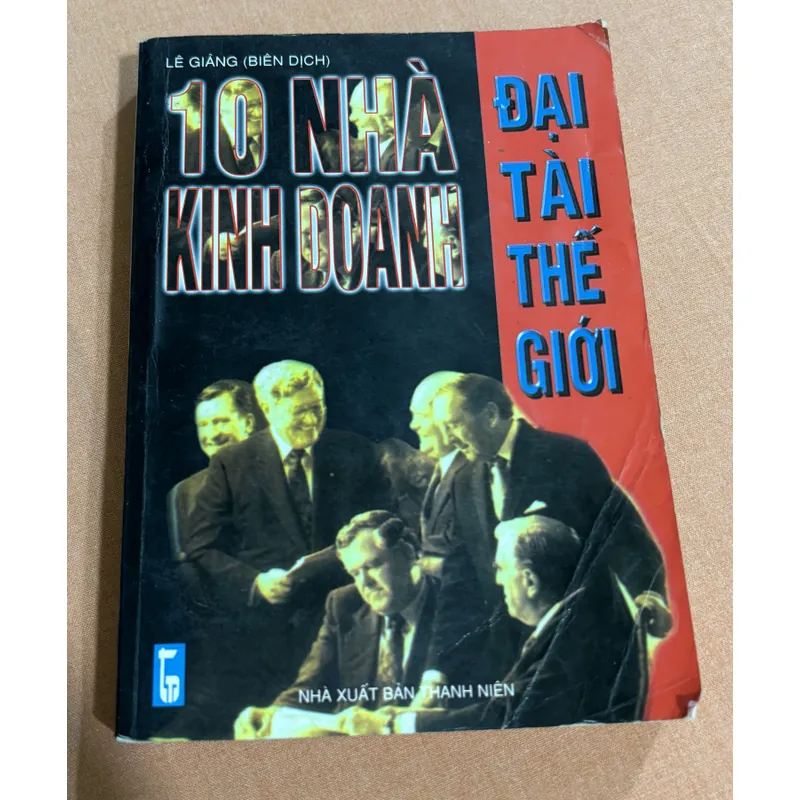 LÊ GIẢNG (BIÊN DỊCH)
10 NHÀ
KINH DOANH
ĐẠI
TÀI
THẾ
GIỚI
NHÀ XUẤT BẢN THANH NIÊN